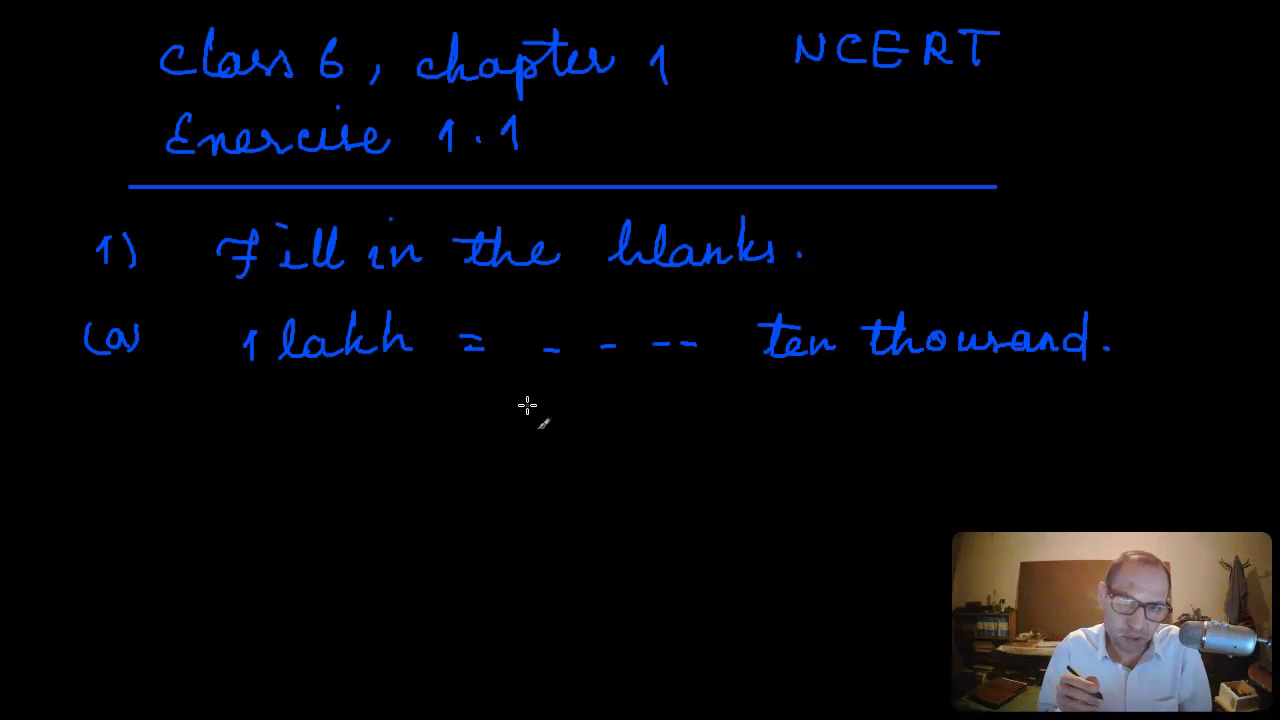 Class 6, chapter 1 NCERT
Exercise 1.1
1) Fill in the blanks.
(a) 1 lakh = - - -- ten thousand.